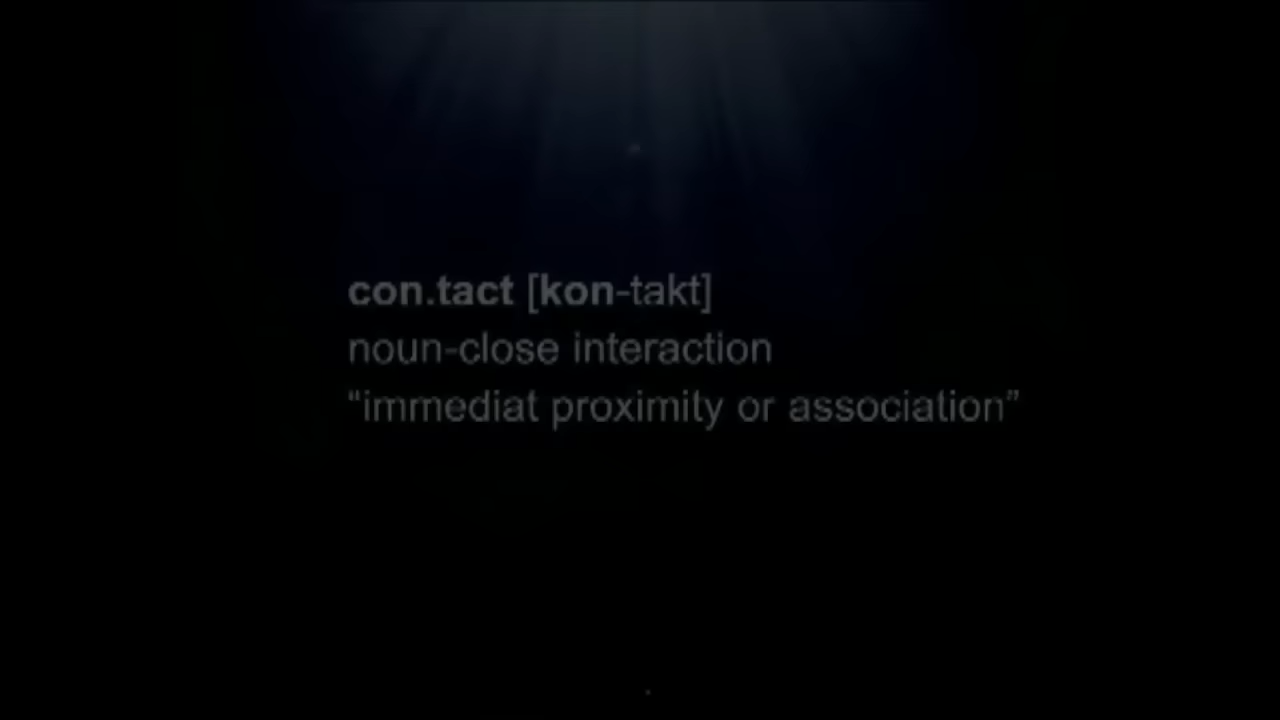 con.tact [kon-takt]
noun-close interaction
“immediat proximity or association”